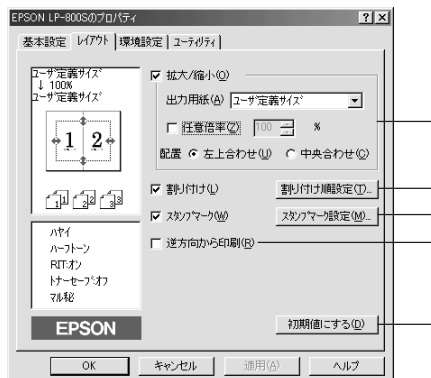 EPSON LP-800Sのプロパティ
基本設定 レイアウト 環境設定 ユーティリティ
ユーザ定義サイズ
↓ 100%
ユーザ定義サイズ
1 2
1 1 2 2 3 3
ハヤイ
ハーフトーン
RIT:オン
トナーセーブ:オフ
マル秘
EPSON
拡大/縮小(O)
出力用紙(A) ユーザ定義サイズ
任意倍率(Z) 100 %
配置 左上合わせ(U) 中央合わせ(C)
割り付け(L) 割り付け順設定(T)...
スタンプマーク(W) スタンプマーク設定(M)...
逆方向から印刷(R)
初期値にする(D)
OK キャンセル 適用(A) ヘルプ